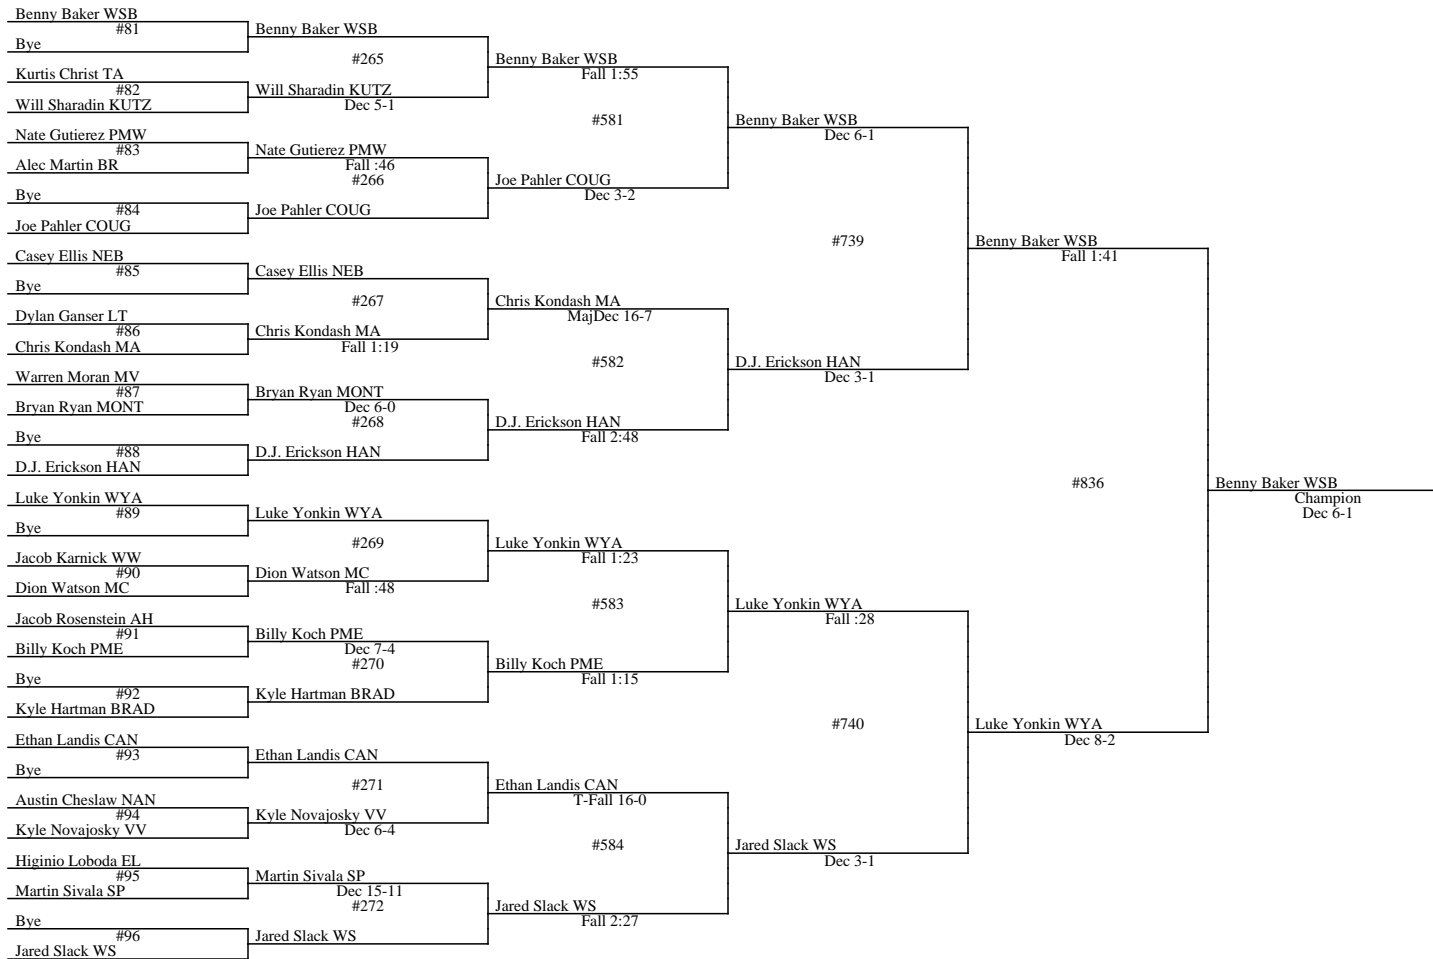 Benny Baker WSB
#81
Bye
Kurtis Christ TA
#82
Will Sharadin KUTZ
Nate Gutierez PMW
#83
Alec Martin BR
Bye
#84
Joe Pahler COUG
Casey Ellis NEB
#85
Bye
Dylan Ganser LT
#86
Chris Kondash MA
Warren Moran MV
#87
Bryan Ryan MONT
Bye
#88
D.J. Erickson HAN
Luke Yonkin WYA
#89
Bye
Jacob Karnick WW
#90
Dion Watson MC
Jacob Rosenstein AH
#91
Billy Koch PME
Bye
#92
Kyle Hartman BRAD
Ethan Landis CAN
#93
Bye
Austin Cheslaw NAN
#94
Kyle Novajosky VV
Higinio Loboda EL
#95
Martin Sivala SP
Bye
#96
Jared Slack WS
Benny Baker WSB
#265
Will Sharadin KUTZ
Dec 5-1
Nate Gutierez PMW
Fall :46
#266
Joe Pahler COUG
Casey Ellis NEB
#267
Chris Kondash MA
Fall 1:19
Bryan Ryan MONT
Dec 6-0
#268
D.J. Erickson HAN
Luke Yonkin WYA
#269
Dion Watson MC
Fall :48
Billy Koch PME
Dec 7-4
#270
Kyle Hartman BRAD
Ethan Landis CAN
#271
Kyle Novajosky VV
Dec 6-4
Martin Sivala SP
Dec 15-11
#272
Jared Slack WS
Benny Baker WSB
Fall 1:55
#581
Joe Pahler COUG
Dec 3-2
Chris Kondash MA
MajDec 16-7
#582
D.J. Erickson HAN
Fall 2:48
Luke Yonkin WYA
Fall 1:23
#583
Billy Koch PME
Fall 1:15
Ethan Landis CAN
T-Fall 16-0
#584
Jared Slack WS
Fall 2:27
Benny Baker WSB
Dec 6-1
#739
D.J. Erickson HAN
Dec 3-1
Luke Yonkin WYA
Fall :28
#740
Jared Slack WS
Dec 3-1
Benny Baker WSB
Fall 1:41
#836
Luke Yonkin WYA
Dec 8-2
Benny Baker WSB
Champion
Dec 6-1